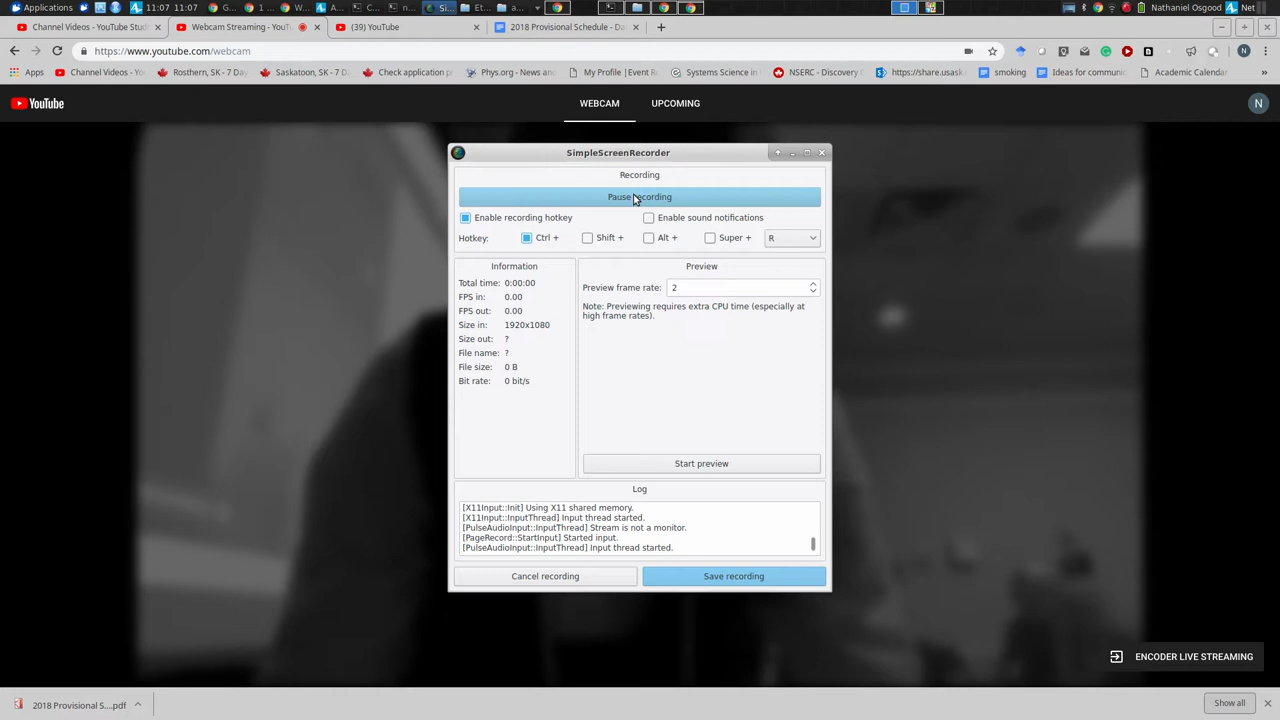 Applications 11:07 11:07 Nathaniel Osgood Net
Channel Videos - YouTube Stud Webcam Streaming - YouT (39) YouTube 2018 Provisional Schedule - Da
https://www.youtube.com/webcam
Apps Channel Videos - Yo Rosthern, SK - 7 Day Saskatoon, SK - 7 Day Check application p Phys.org - News and My Profile |Event R Systems Science in NSERC - Discovery https://share.usask. smoking Ideas for communic Academic Calendar
YouTube WEBCAM UPCOMING N
SimpleScreenRecorder
Recording
Pause recording
Enable recording hotkey Enable sound notifications
Hotkey: Ctrl + Shift + Alt + Super + R
Information Preview
Total time: 0:00:00 Preview frame rate: 2
FPS in: 0.00
Note: Previewing requires extra CPU time (especially at
high frame rates).
FPS out: 0.00
Size in: 1920x1080
Size out: ?
File name: ?
File size: 0 B
Bit rate: 0 bit/s
Start preview
Log
[X11Input::Init] Using X11 shared memory.
[X11Input::InputThread] Input thread started.
[PulseAudioInput::InputThread] Stream is not a monitor.
[PageRecord::StartInput] Started input.
[PulseAudioInput::InputThread] Input thread started.
Cancel recording Save recording
ENCODER LIVE STREAMING
2018 Provisional S....pdf Show all